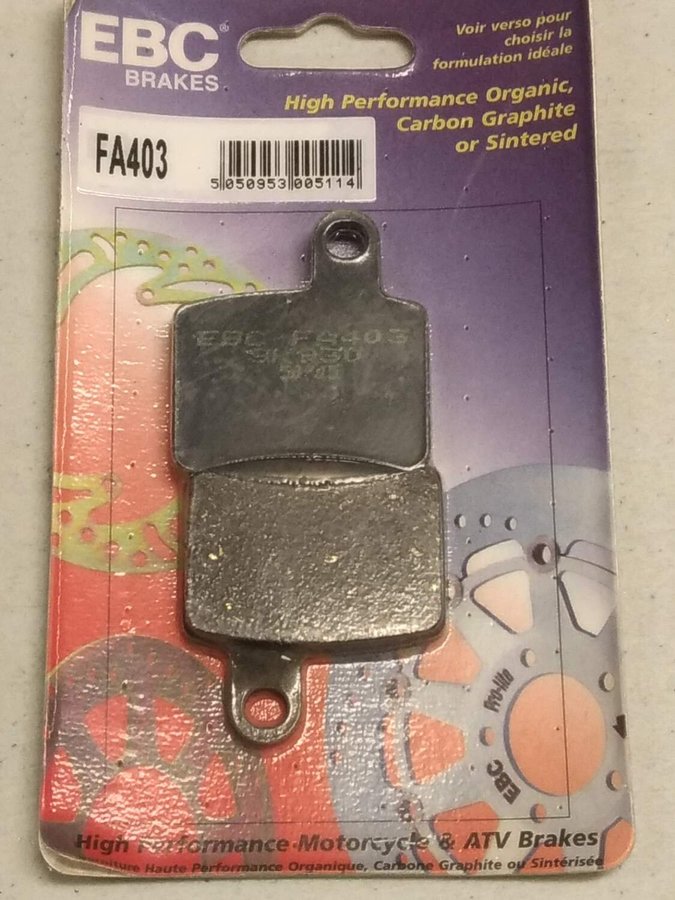 EBC®
BRAKES
Voir verso pour
choisir la
formulation idéale
High Performance Organic,
Carbon Graphite
or Sintered
FA403
5 050953 005114
EBC FA403
Pro-lite
EBC
High Performance Motorcycle & ATV Brakes
Haute Performance Organique, Carbone Graphite ou Sintérisée